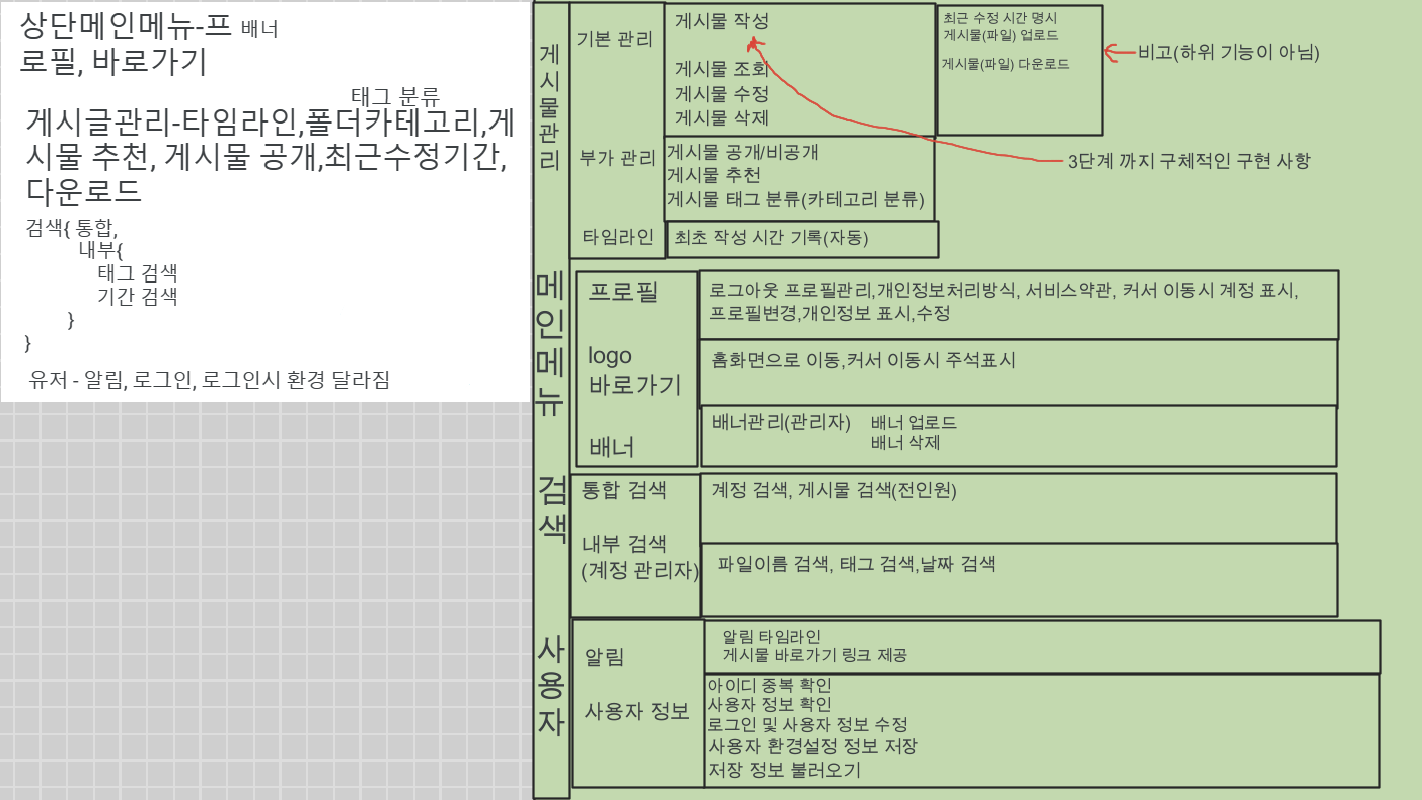 상단메인메뉴-프 배너
로필, 바로가기
태그 분류
게시글관리-타임라인,폴더카테고리,게
시물 추천, 게시물 공개,최근수정기간,
다운로드
검색{ 통합,
내부{
태그 검색
기간 검색
}
}
유저 - 알림, 로그인, 로그인시 환경 달라짐
게시물관리
기본 관리
게시물 작성
게시물 조회
게시물 수정
게시물 삭제
최근 수정 시간 명시
게시물(파일) 업로드
게시물(파일) 다운로드
비고(하위 기능이 아님)
3단계 까지 구체적인 구현 사항
부가 관리
게시물 공개/비공개
게시물 추천
게시물 태그 분류(카테고리 분류)
타임라인
최초 작성 시간 기록(자동)
메인메뉴
프로필
로그아웃 프로필관리,개인정보처리방식, 서비스약관, 커서 이동시 계정 표시,
프로필변경,개인정보 표시,수정
logo
바로가기
홈화면으로 이동,커서 이동시 주석표시
배너
배너관리(관리자)
배너 업로드
배너 삭제
검색
통합 검색
계정 검색, 게시물 검색(전인원)
내부 검색
(계정 관리자)
파일이름 검색, 태그 검색,날짜 검색
사용자
알림
알림 타임라인
게시물 바로가기 링크 제공
사용자 정보
아이디 중복 확인
사용자 정보 확인
로그인 및 사용자 정보 수정
사용자 환경설정 정보 저장
저장 정보 불러오기